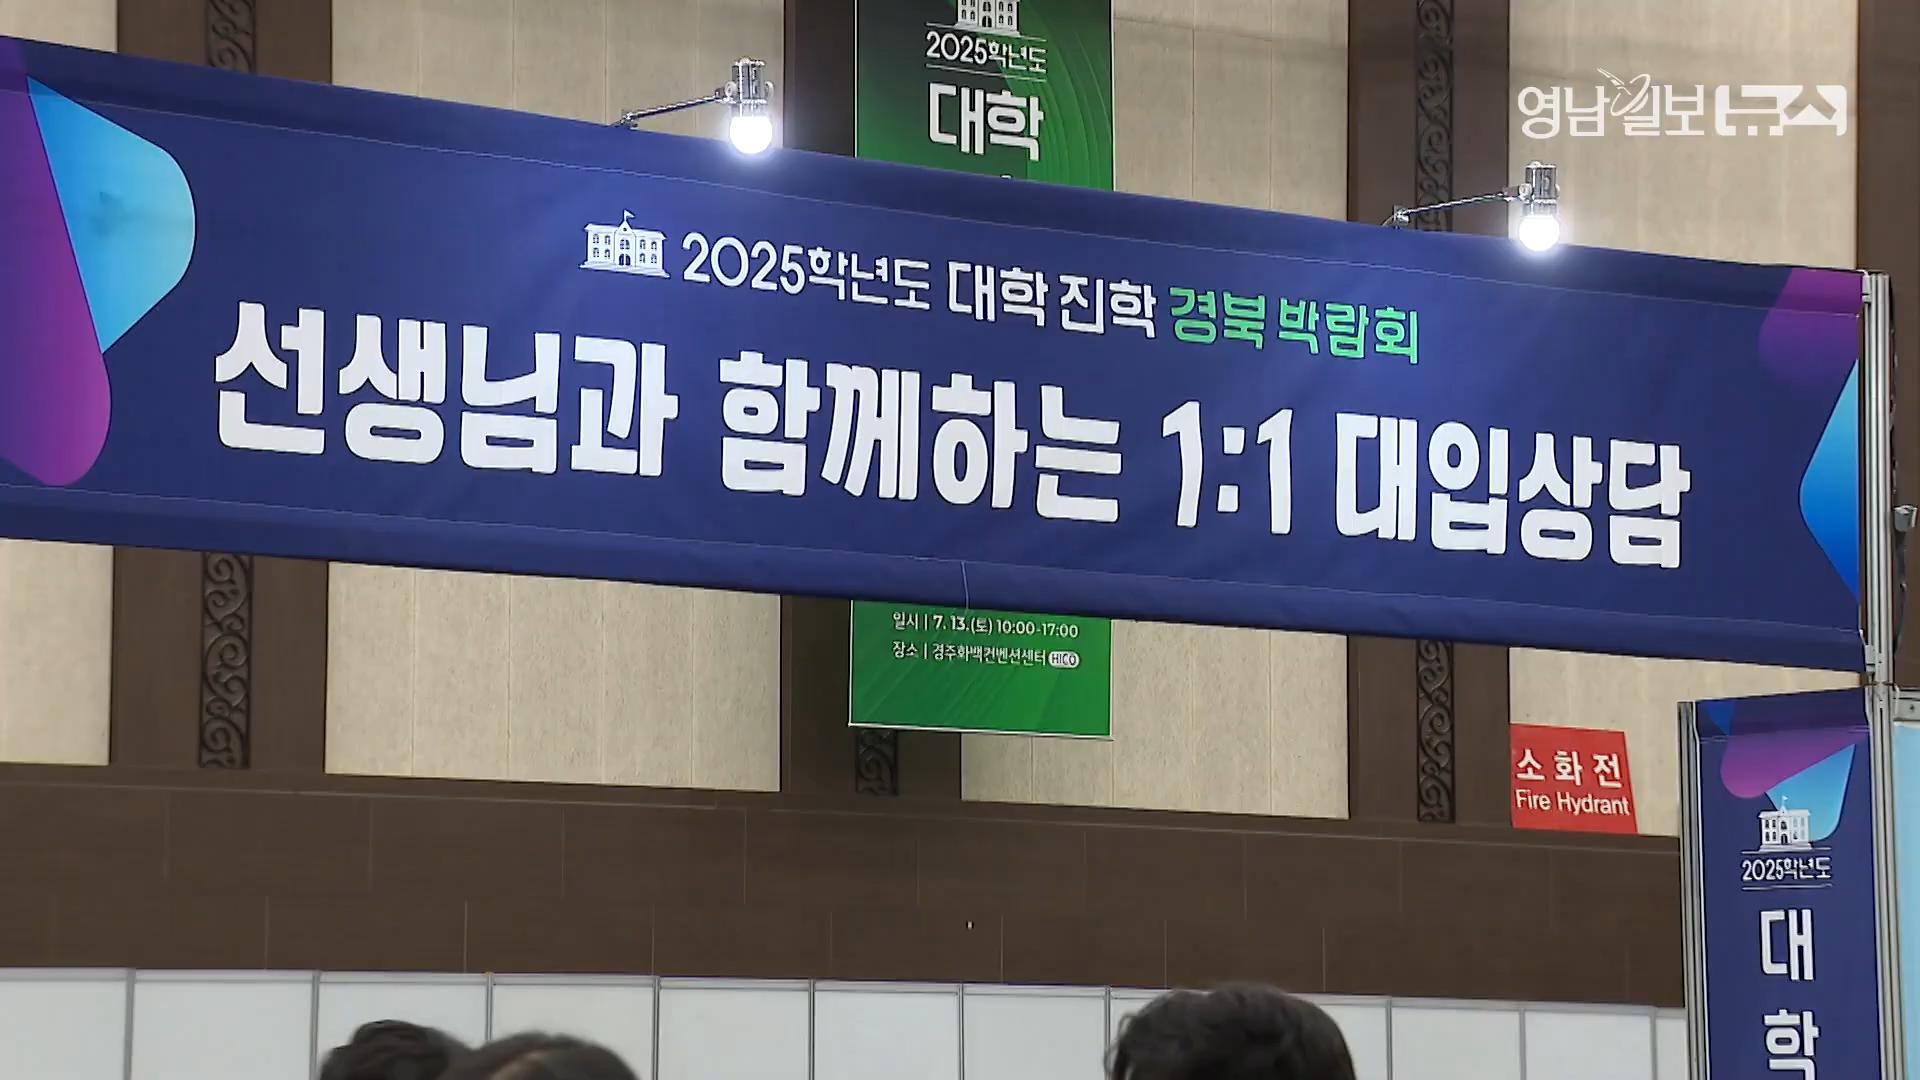 2025학년도
대학
영남일보 뉴스
2025학년도 대학 진학 경북 박람회
선생님과 함께하는 1:1 대입상담
일시 | 7. 13.(토) 10:00-17:00
장소 | 경주화백컨벤션센터 HICO
소화전
Fire Hydrant
2025학년도
대
학